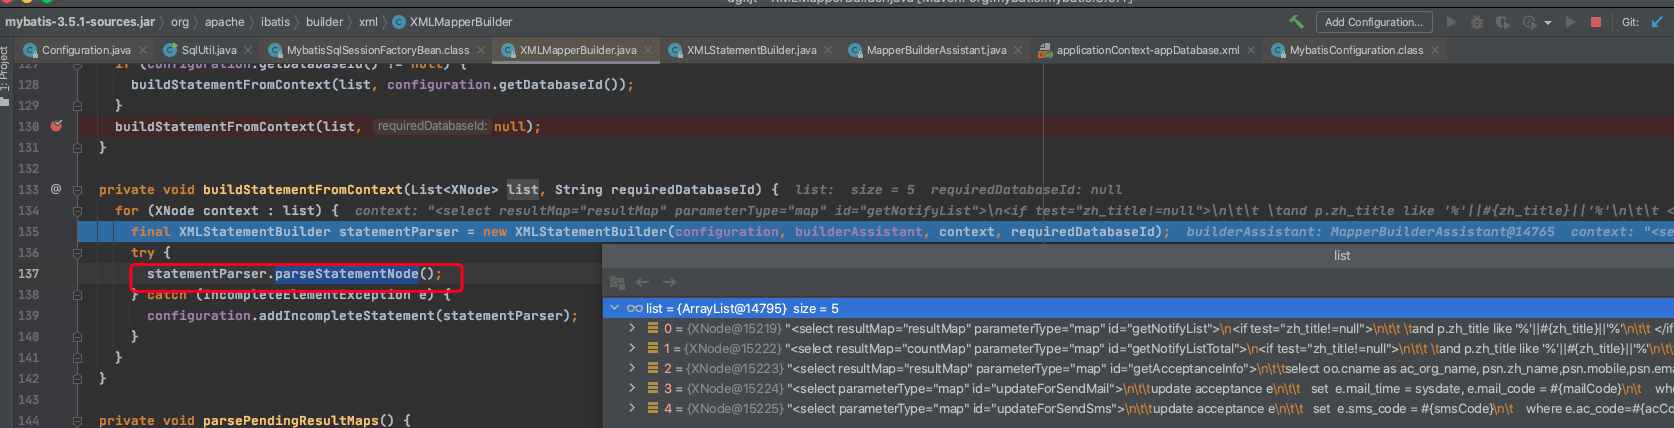 mybatis-3.5.1-sources.jar › org › apache › ibatis › builder › xml › XMLMapperBuilder
Add Configuration...
Git:
Configuration.java
SqlUtil.java
MybatisSqlSessionFactoryBean.class
XMLMapperBuilder.java
XMLStatementBuilder.java
MapperBuilderAssistant.java
applicationContext-appDatabase.xml
MybatisConfiguration.class
1: Project
127 if (configuration.getDatabaseId() != null) {
128 buildStatementFromContext(list, configuration.getDatabaseId());
129 }
130 buildStatementFromContext(list, requiredDatabaseId: null);
131 }
132
133 @ private void buildStatementFromContext(List<XNode> list, String requiredDatabaseId) { list: size = 5 requiredDatabaseId: null
134 for (XNode context : list) { context: "<select resultMap="resultMap" parameterType="map" id="getNotifyList">\n<if test="zh_title!=null">\n\t\t \tand p.zh_title like '%'||#{zh_title}||'%'\n\t\t <
135 final XMLStatementBuilder statementParser = new XMLStatementBuilder(configuration, builderAssistant, context, requiredDatabaseId); builderAssistant: MapperBuilderAssistant@14765 context: "<se
136 try {
137 statementParser.parseStatementNode();
138 } catch (IncompleteElementException e) {
139 configuration.addIncompleteStatement(statementParser);
140 }
141 }
142 }
143
144 private void parsePendingResultMaps() {
list
list = {ArrayList@14795} size = 5
0 = {XNode@15219} "<select resultMap="resultMap" parameterType="map" id="getNotifyList">\n<if test="zh_title!=null">\n\t\t \tand p.zh_title like '%'||#{zh_title}||'%'\n\t\t </if
1 = {XNode@15222} "<select resultMap="countMap" parameterType="map" id="getNotifyListTotal">\n<if test="zh_title!=null">\n\t\t \tand p.zh_title like '%'||#{zh_title}||'%'\n\t\t
2 = {XNode@15223} "<select resultMap="resultMap" parameterType="map" id="getAcceptanceInfo">\n\t\tselect oo.cname as ac_org_name, psn.zh_name,psn.mobile,psn.ema
3 = {XNode@15224} "<select parameterType="map" id="updateForSendMail">\n\t\tupdate acceptance e\n\t\t set e.mail_time = sysdate, e.mail_code = #{mailCode}\n\t whe
4 = {XNode@15225} "<select parameterType="map" id="updateForSendSms">\n\t\tupdate acceptance e\n\t\t set e.sms_code = #{smsCode}\n\t where e.ac_code=#{acCo